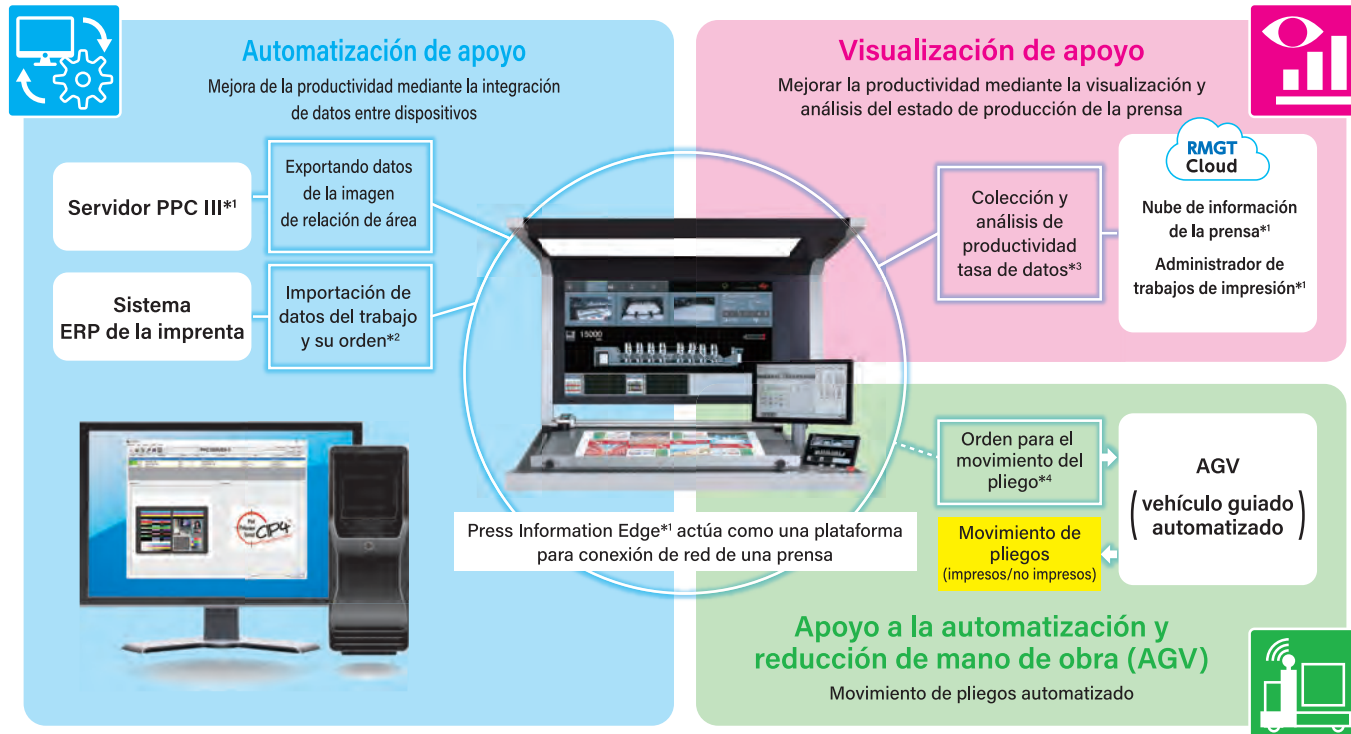 Automatización de apoyo
Mejora de la productividad mediante la integración
de datos entre dispositivos
Servidor PPC III*1
Exportando datos
de la imagen
de relación de área
Sistema
ERP de la imprenta
Importación de
datos del trabajo
y su orden*2
Visualización de apoyo
Mejorar la productividad mediante la visualización y
análisis del estado de producción de la prensa
Colección y
análisis de
productividad
tasa de datos*3
RMGT
Cloud
Nube de información
de la prensa*1
Administrador de
trabajos de impresión*1
15000
CIP4
Press Information Edge*1 actúa como una plataforma
para conexión de red de una prensa
Orden para el
movimiento del
pliego*4
Movimiento de
pliegos
(impresos/no impresos)
AGV
(vehículo guiado
automatizado)
Apoyo a la automatización y
reducción de mano de obra (AGV)
Movimiento de pliegos automatizado